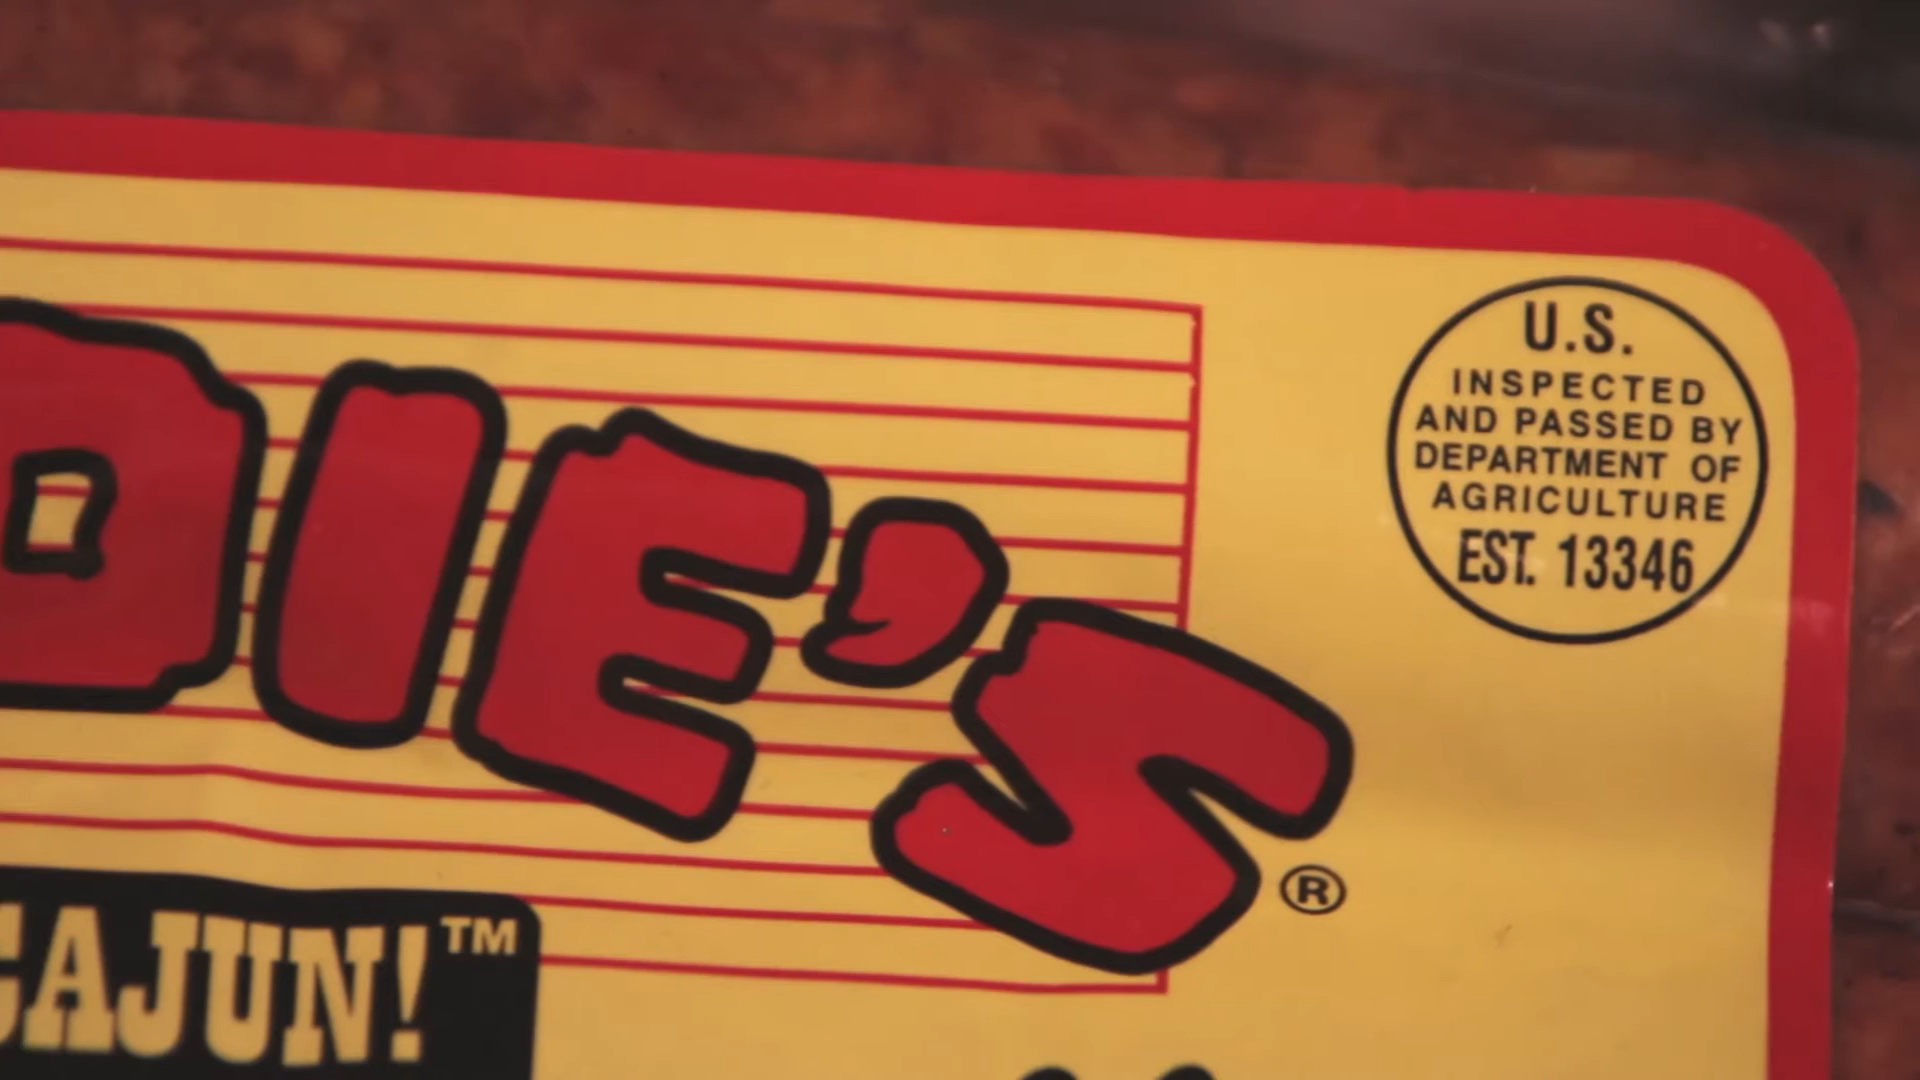 DIE'S®
CAJUN!™
U.S.
INSPECTED
AND PASSED BY
DEPARTMENT OF
AGRICULTURE
EST. 13346